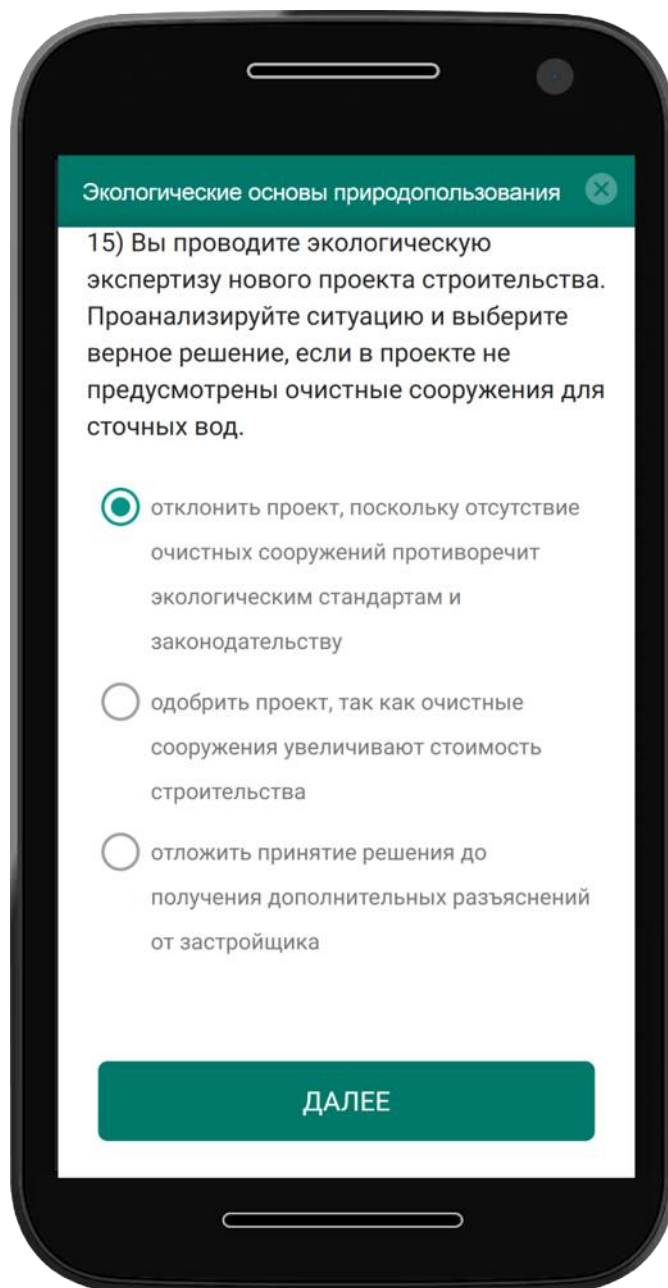 Экологические основы природопользования
15) Вы проводите экологическую
экспертизу нового проекта строительства.
Проанализируйте ситуацию и выберите
верное решение, если в проекте не
предусмотрены очистные сооружения для
сточных вод.
отклонить проект, поскольку отсутствие
очистных сооружений противоречит
экологическим стандартам и
законодательству
одобрить проект, так как очистные
сооружения увеличивают стоимость
строительства
отложить принятие решения до
получения дополнительных разъяснений
от застройщика
ДАЛЕЕ